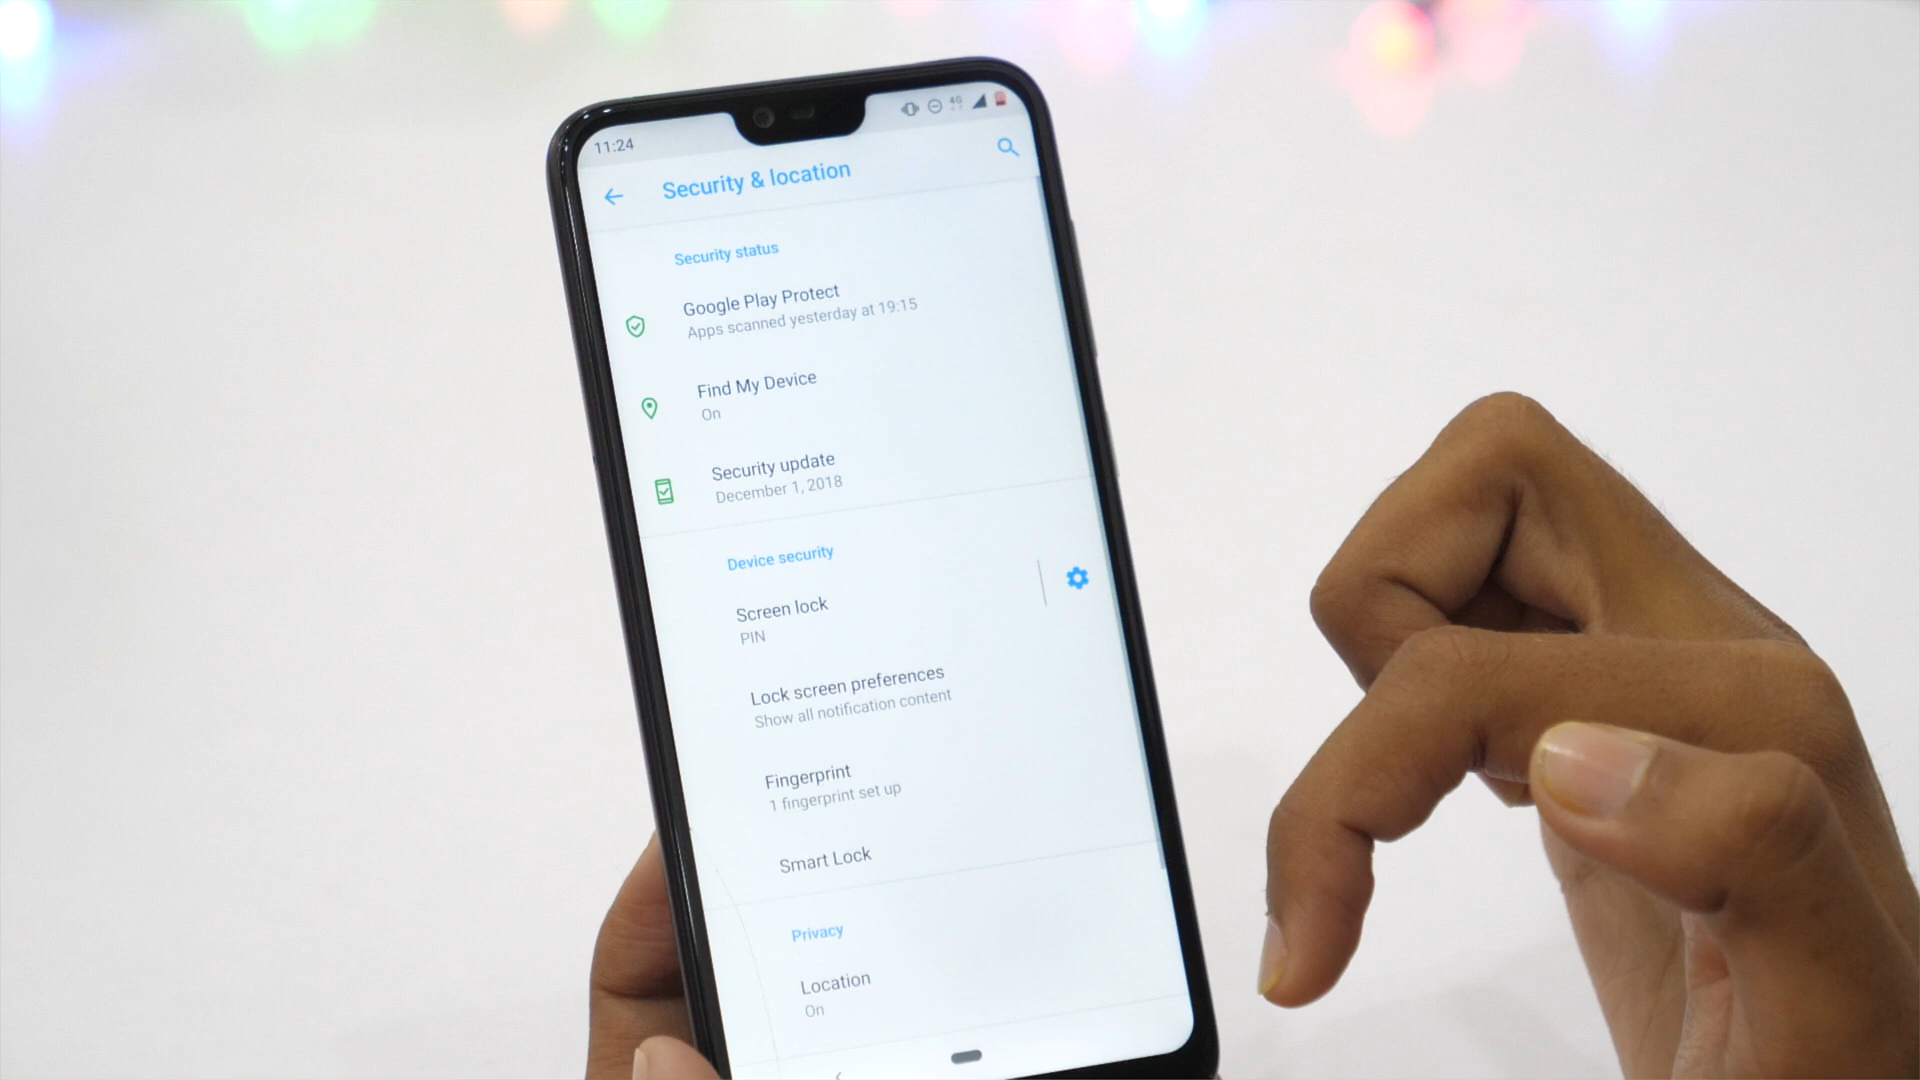 11:24
4G
Security & location
Security status
Google Play Protect
Apps scanned yesterday at 19:15
Find My Device
On
Security update
December 1, 2018
Device security
Screen lock
PIN
Lock screen preferences
Show all notification content
Fingerprint
1 fingerprint set up
Smart Lock
Privacy
Location
On